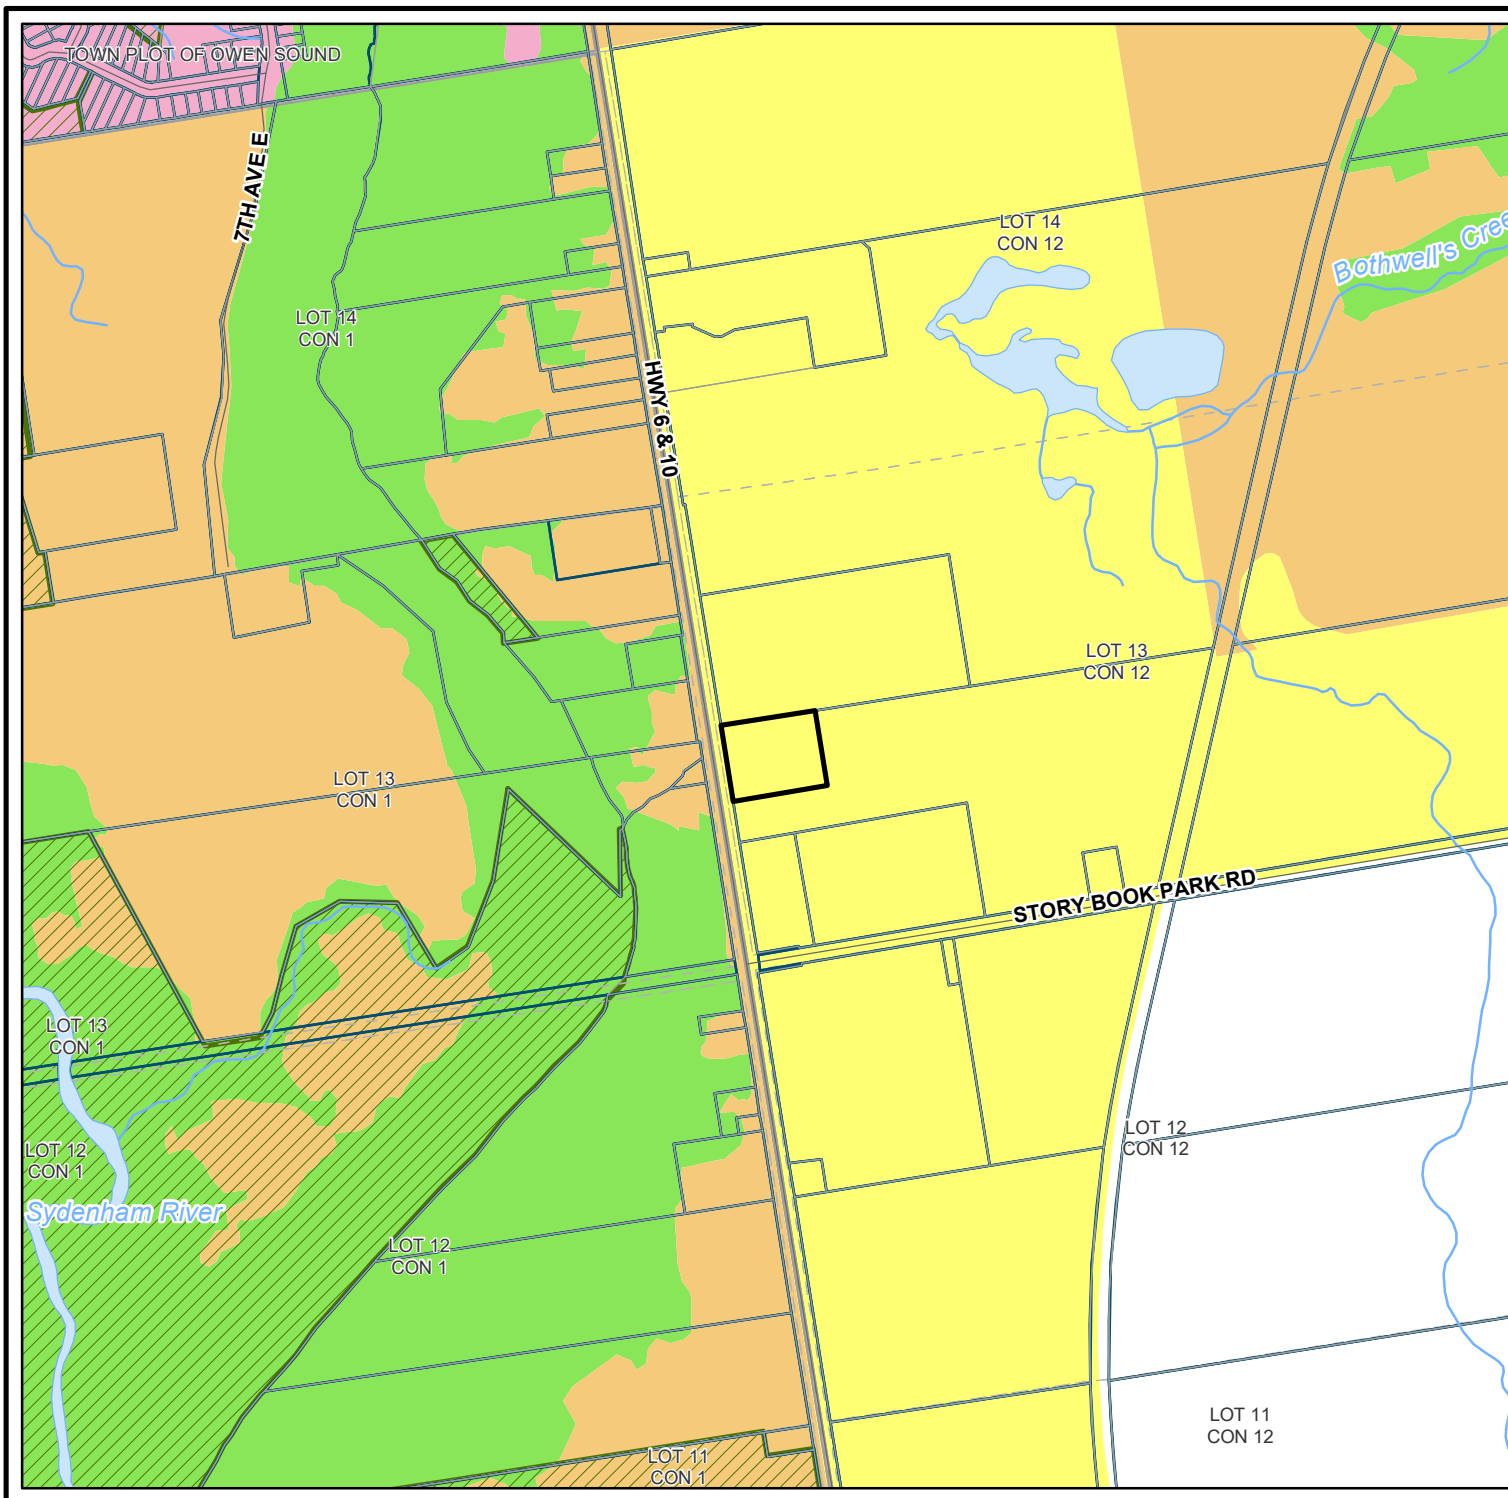 TOWN PLOT OF OWEN SOUND
7TH AVE E
LOT 14
CON 12
Bothwell's Cree
LOT 14
CON 1
HWY 6 & 10
LOT 13
CON 12
LOT 13
CON 1
STORY BOOK PARK RD
LOT 13
CON 1
LOT 12
CON 12
LOT 12
CON 1
Sydenham River
LOT 12
CON 1
LOT 11
CON 12
LOT 11
CON 1